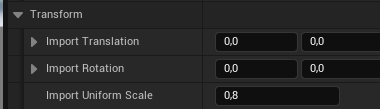 Transform
Import Translation 0,0 0,0
Import Rotation 0,0 0,0
Import Uniform Scale 0,8